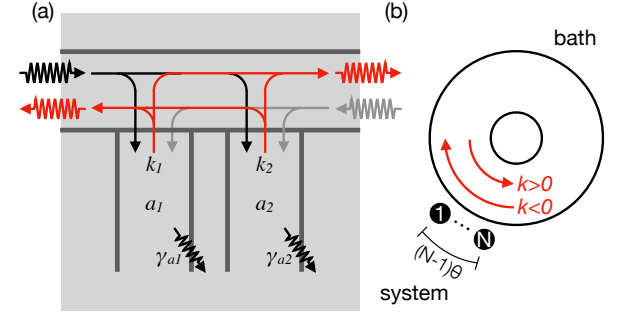 (a)
k1 k2
a1 a2
γa1 γa2
system
(b)
bath
k>0
k<0
1 ... N
(N-1)θ